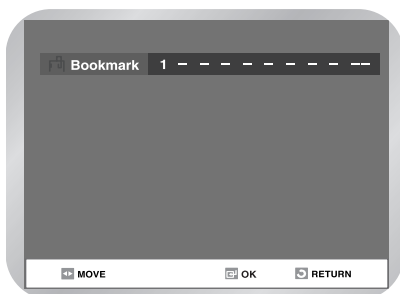 Bookmark 1 – – – – – – – – ––
MOVE OK RETURN